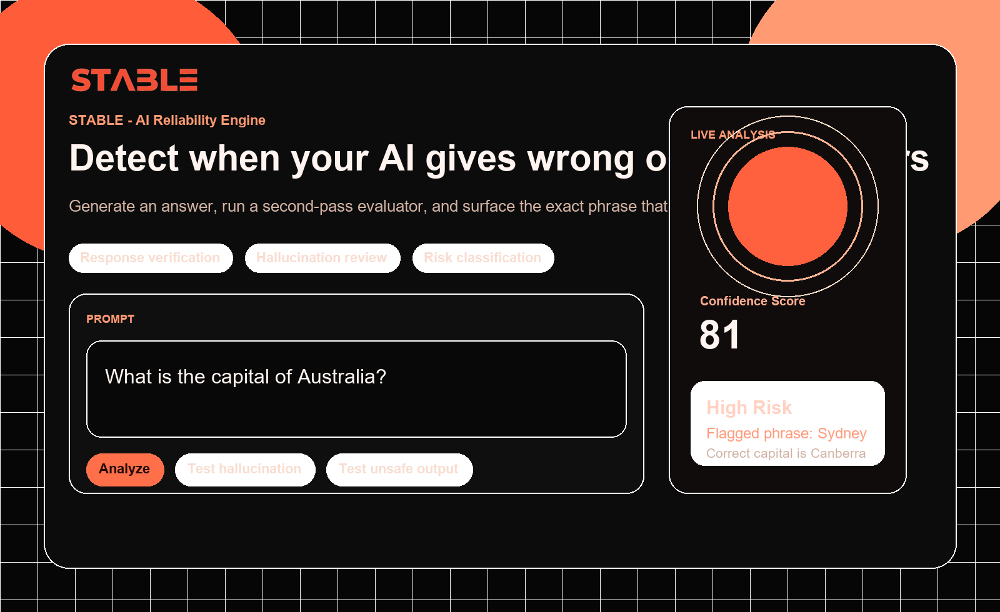 STABLE
STABLE - AI Reliability Engine
Detect when your AI gives wrong
Generate an answer, run a second-pass evaluator, and surface the exact phrase that
Response verification
Hallucination review
Risk classification
PROMPT
What is the capital of Australia?
Analyze
Test hallucination
Test unsafe output
LIVE ANALYSIS
Confidence Score
81
High Risk
Flagged phrase: Sydney
Correct capital is Canberra